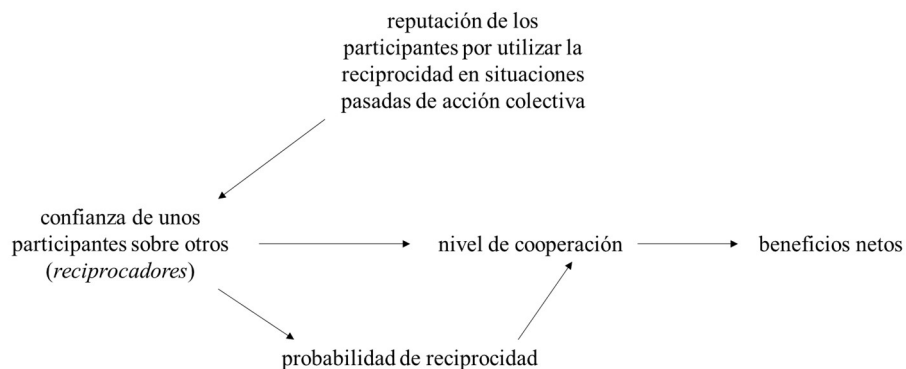 reputación de los
participantes por utilizar la
reciprocidad en situaciones
pasadas de acción colectiva
confianza de unos
participantes sobre otros
(reciprocadores)
nivel de cooperación
beneficios netos
probabilidad de reciprocidad